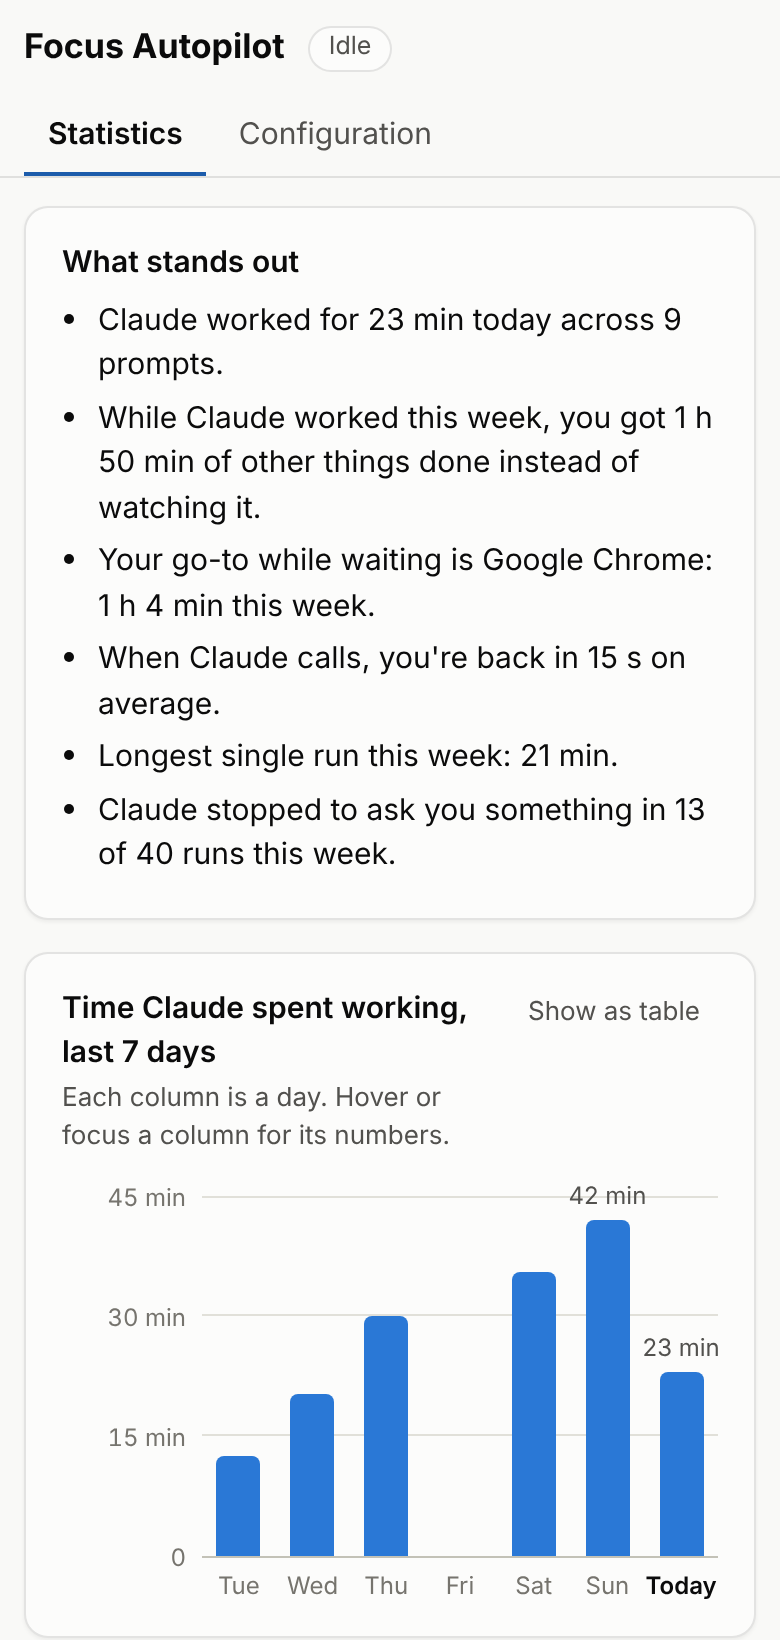 Focus Autopilot
Idle
Statistics
Configuration
What stands out
• Claude worked for 23 min today across 9
prompts.
• While Claude worked this week, you got 1 h
50 min of other things done instead of
watching it.
• Your go-to while waiting is Google Chrome:
1 h 4 min this week.
• When Claude calls, you're back in 15 s on
average.
• Longest single run this week: 21 min.
• Claude stopped to ask you something in 13
of 40 runs this week.
Time Claude spent working,
last 7 days
Show as table
Each column is a day. Hover or
focus a column for its numbers.
45 min
42 min
30 min
23 min
15 min
0
Tue Wed Thu Fri Sat Sun Today